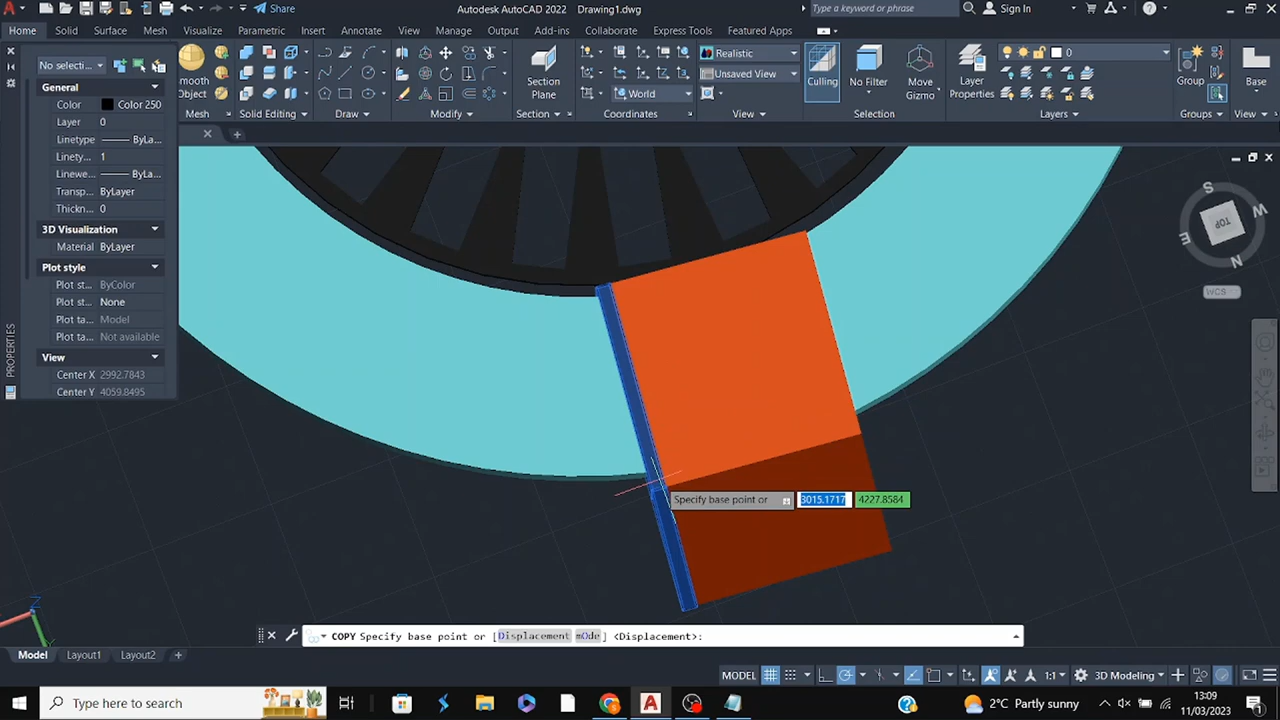 Share
Autodesk AutoCAD 2022 Drawing1.dwg
Type a keyword or phrase
Sign In
Home Solid Surface Mesh Visualize Parametric Insert Annotate View Manage Output Add-ins Collaborate Express Tools Featured Apps
No selecti...
General
Color Color 250
Layer 0
Linetype ByLa...
Linety... 1
Linewe... ByLa...
Transp... ByLayer
Thickn... 0
3D Visualization
Material ByLayer
Plot style
Plot st... ByColor
Plot st... None
Plot ta... Model
Plot ty... Not available
View
Center X 2992.7843
Center Y 4059.8495
PROPERTIES
mooth
Object
Mesh
Solid Editing
Draw
Modify
Section
Plane
Section
World
Coordinates
Realistic
Unsaved View
View
Culling
No Filter
Move
Gizmo
Selection
Layer
Properties
0
Layers
Group
Groups
Base
View
S
W
E
N
TOP
WCS
Specify base point or 3015.1717 4227.8584
Z
COPY Specify base point or [Displacement mOde] <Displacement>:
Model Layout1 Layout2
MODEL
1:1
3D Modeling
Type here to search
2°C Partly sunny
13:09
11/03/2023